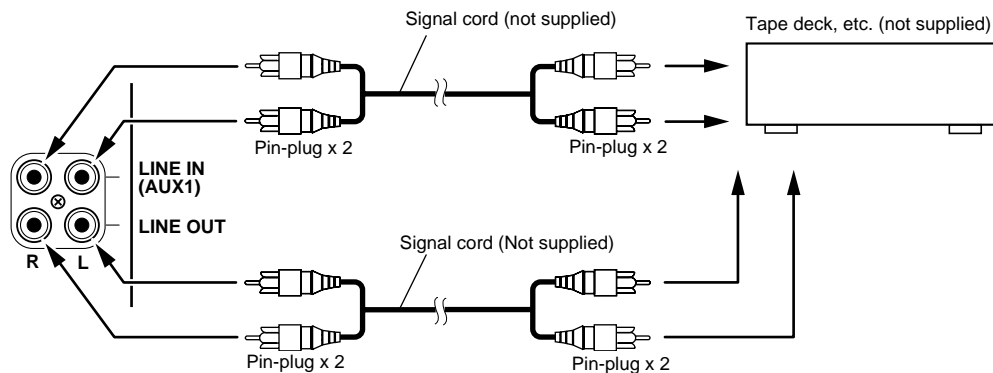 Signal cord (not supplied)
Tape deck, etc. (not supplied)
Pin-plug x 2
Pin-plug x 2
LINE IN
(AUX1)
LINE OUT
R
L
Signal cord (Not supplied)
Pin-plug x 2
Pin-plug x 2